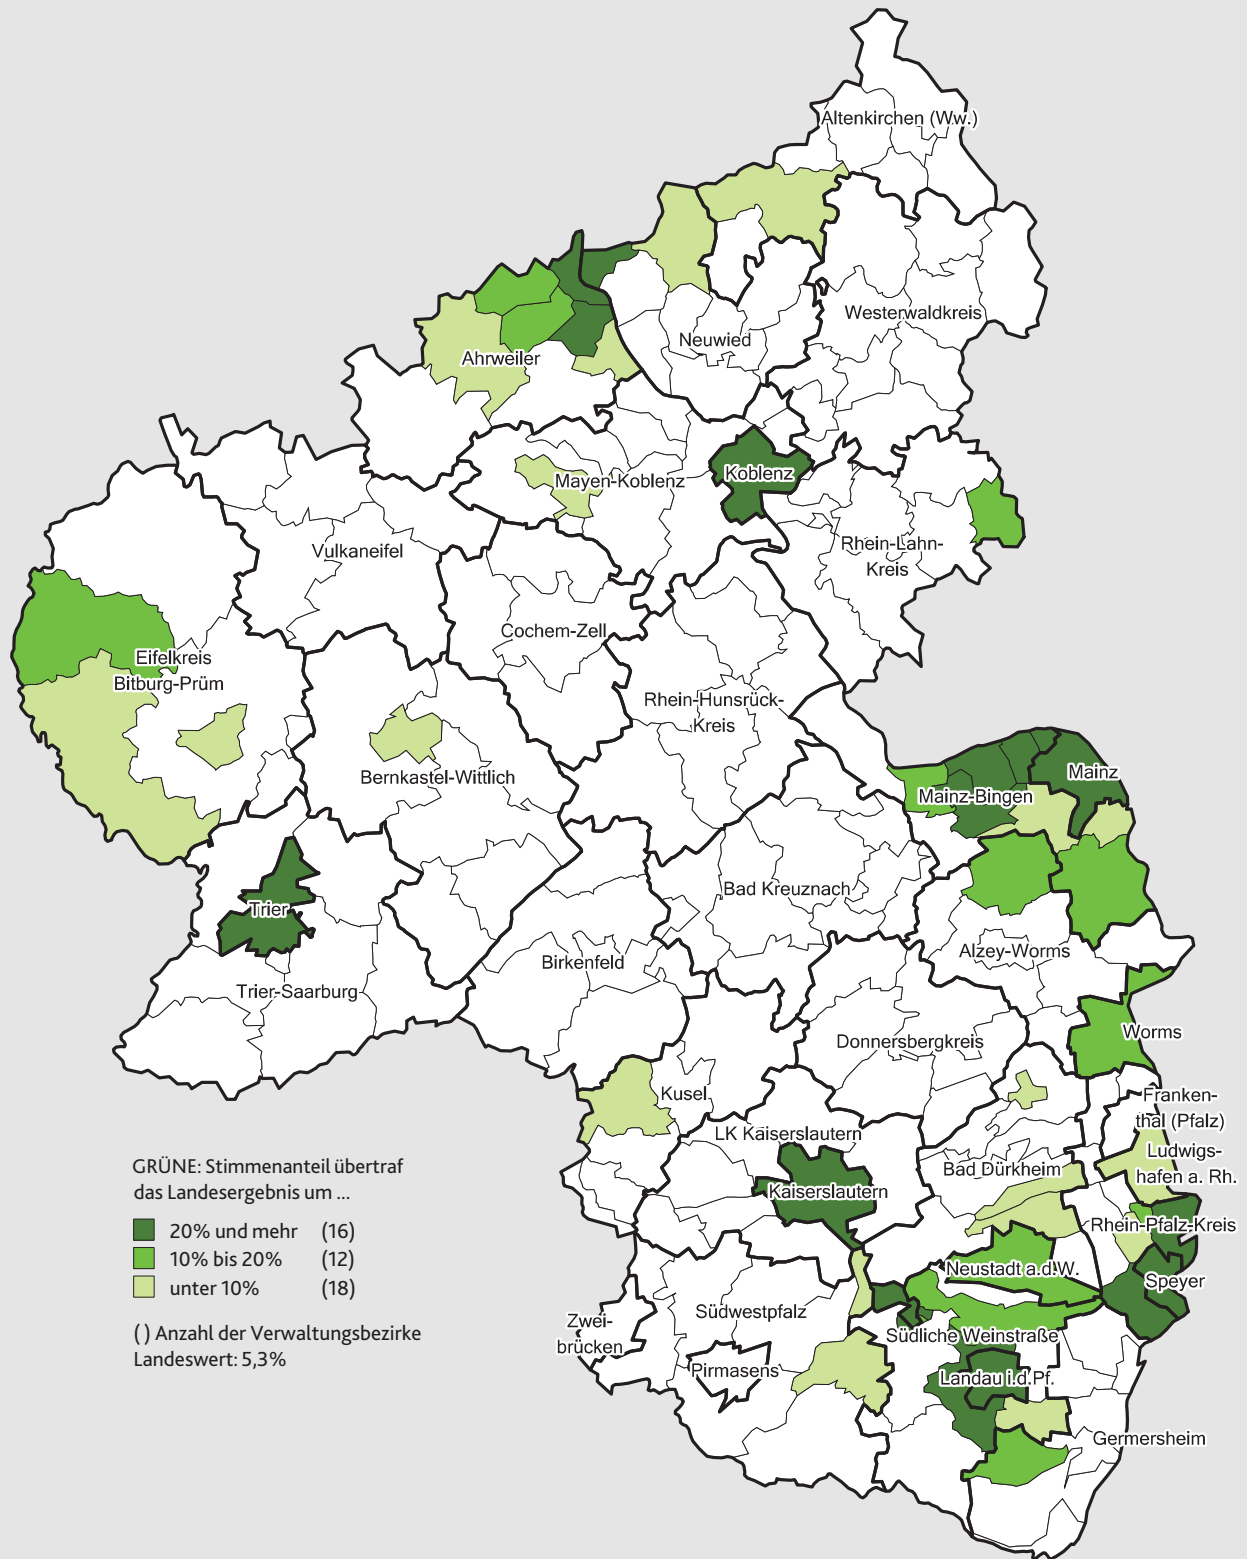 Altenkirchen (Ww.)
Westerwaldkreis
Neuwied
Ahrweiler
Koblenz
Mayen-Koblenz
Rhein-Lahn-
Kreis
Vulkaneifel
Cochem-Zell
Eifelkreis
Bitburg-Prüm
Rhein-Hunsrück-
Kreis
Bernkastel-Wittlich
Mainz
Mainz-Bingen
Bad Kreuznach
Trier
Alzey-Worms
Birkenfeld
Trier-Saarburg
Worms
Donnersbergkreis
Kusel
Franken-
thal (Pfalz)
LK Kaiserslautern
Ludwigs-
hafen a. Rh.
Bad Dürkheim
Kaiserslautern
Rhein-Pfalz-Kreis
Neustadt a.d.W.
Speyer
Südwestpfalz
Zwei-
brücken
Südliche Weinstraße
Pirmasens
Landau i.d.Pf.
Germersheim
GRÜNE: Stimmenanteil übertraf
das Landesergebnis um ...
20% und mehr (16)
10% bis 20% (12)
unter 10% (18)
( ) Anzahl der Verwaltungsbezirke
Landeswert: 5,3%